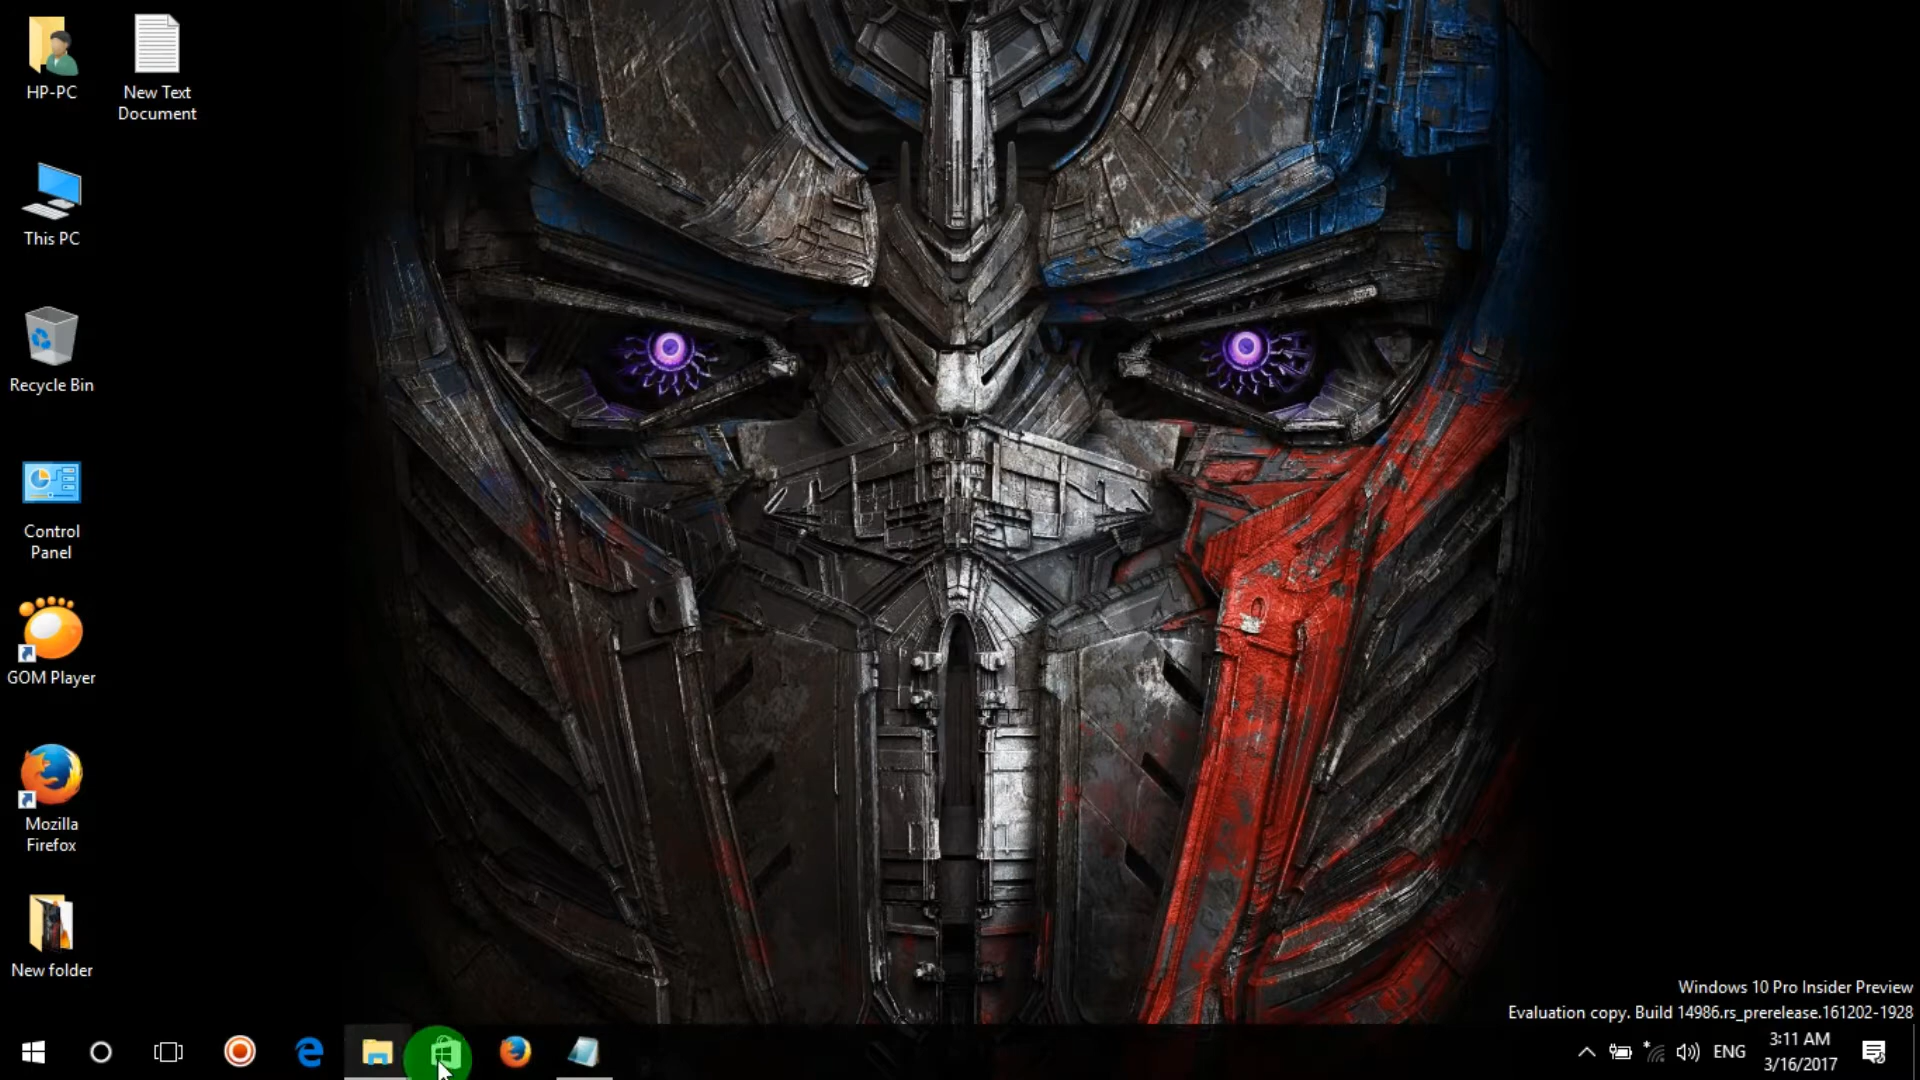 HP-PC
New Text
Document
This PC
Recycle Bin
Control
Panel
GOM Player
Mozilla
Firefox
New folder
Windows 10 Pro Insider Preview
Evaluation copy. Build 14986.rs_prerelease.161202-1928
ENG
3:11 AM
3/16/2017